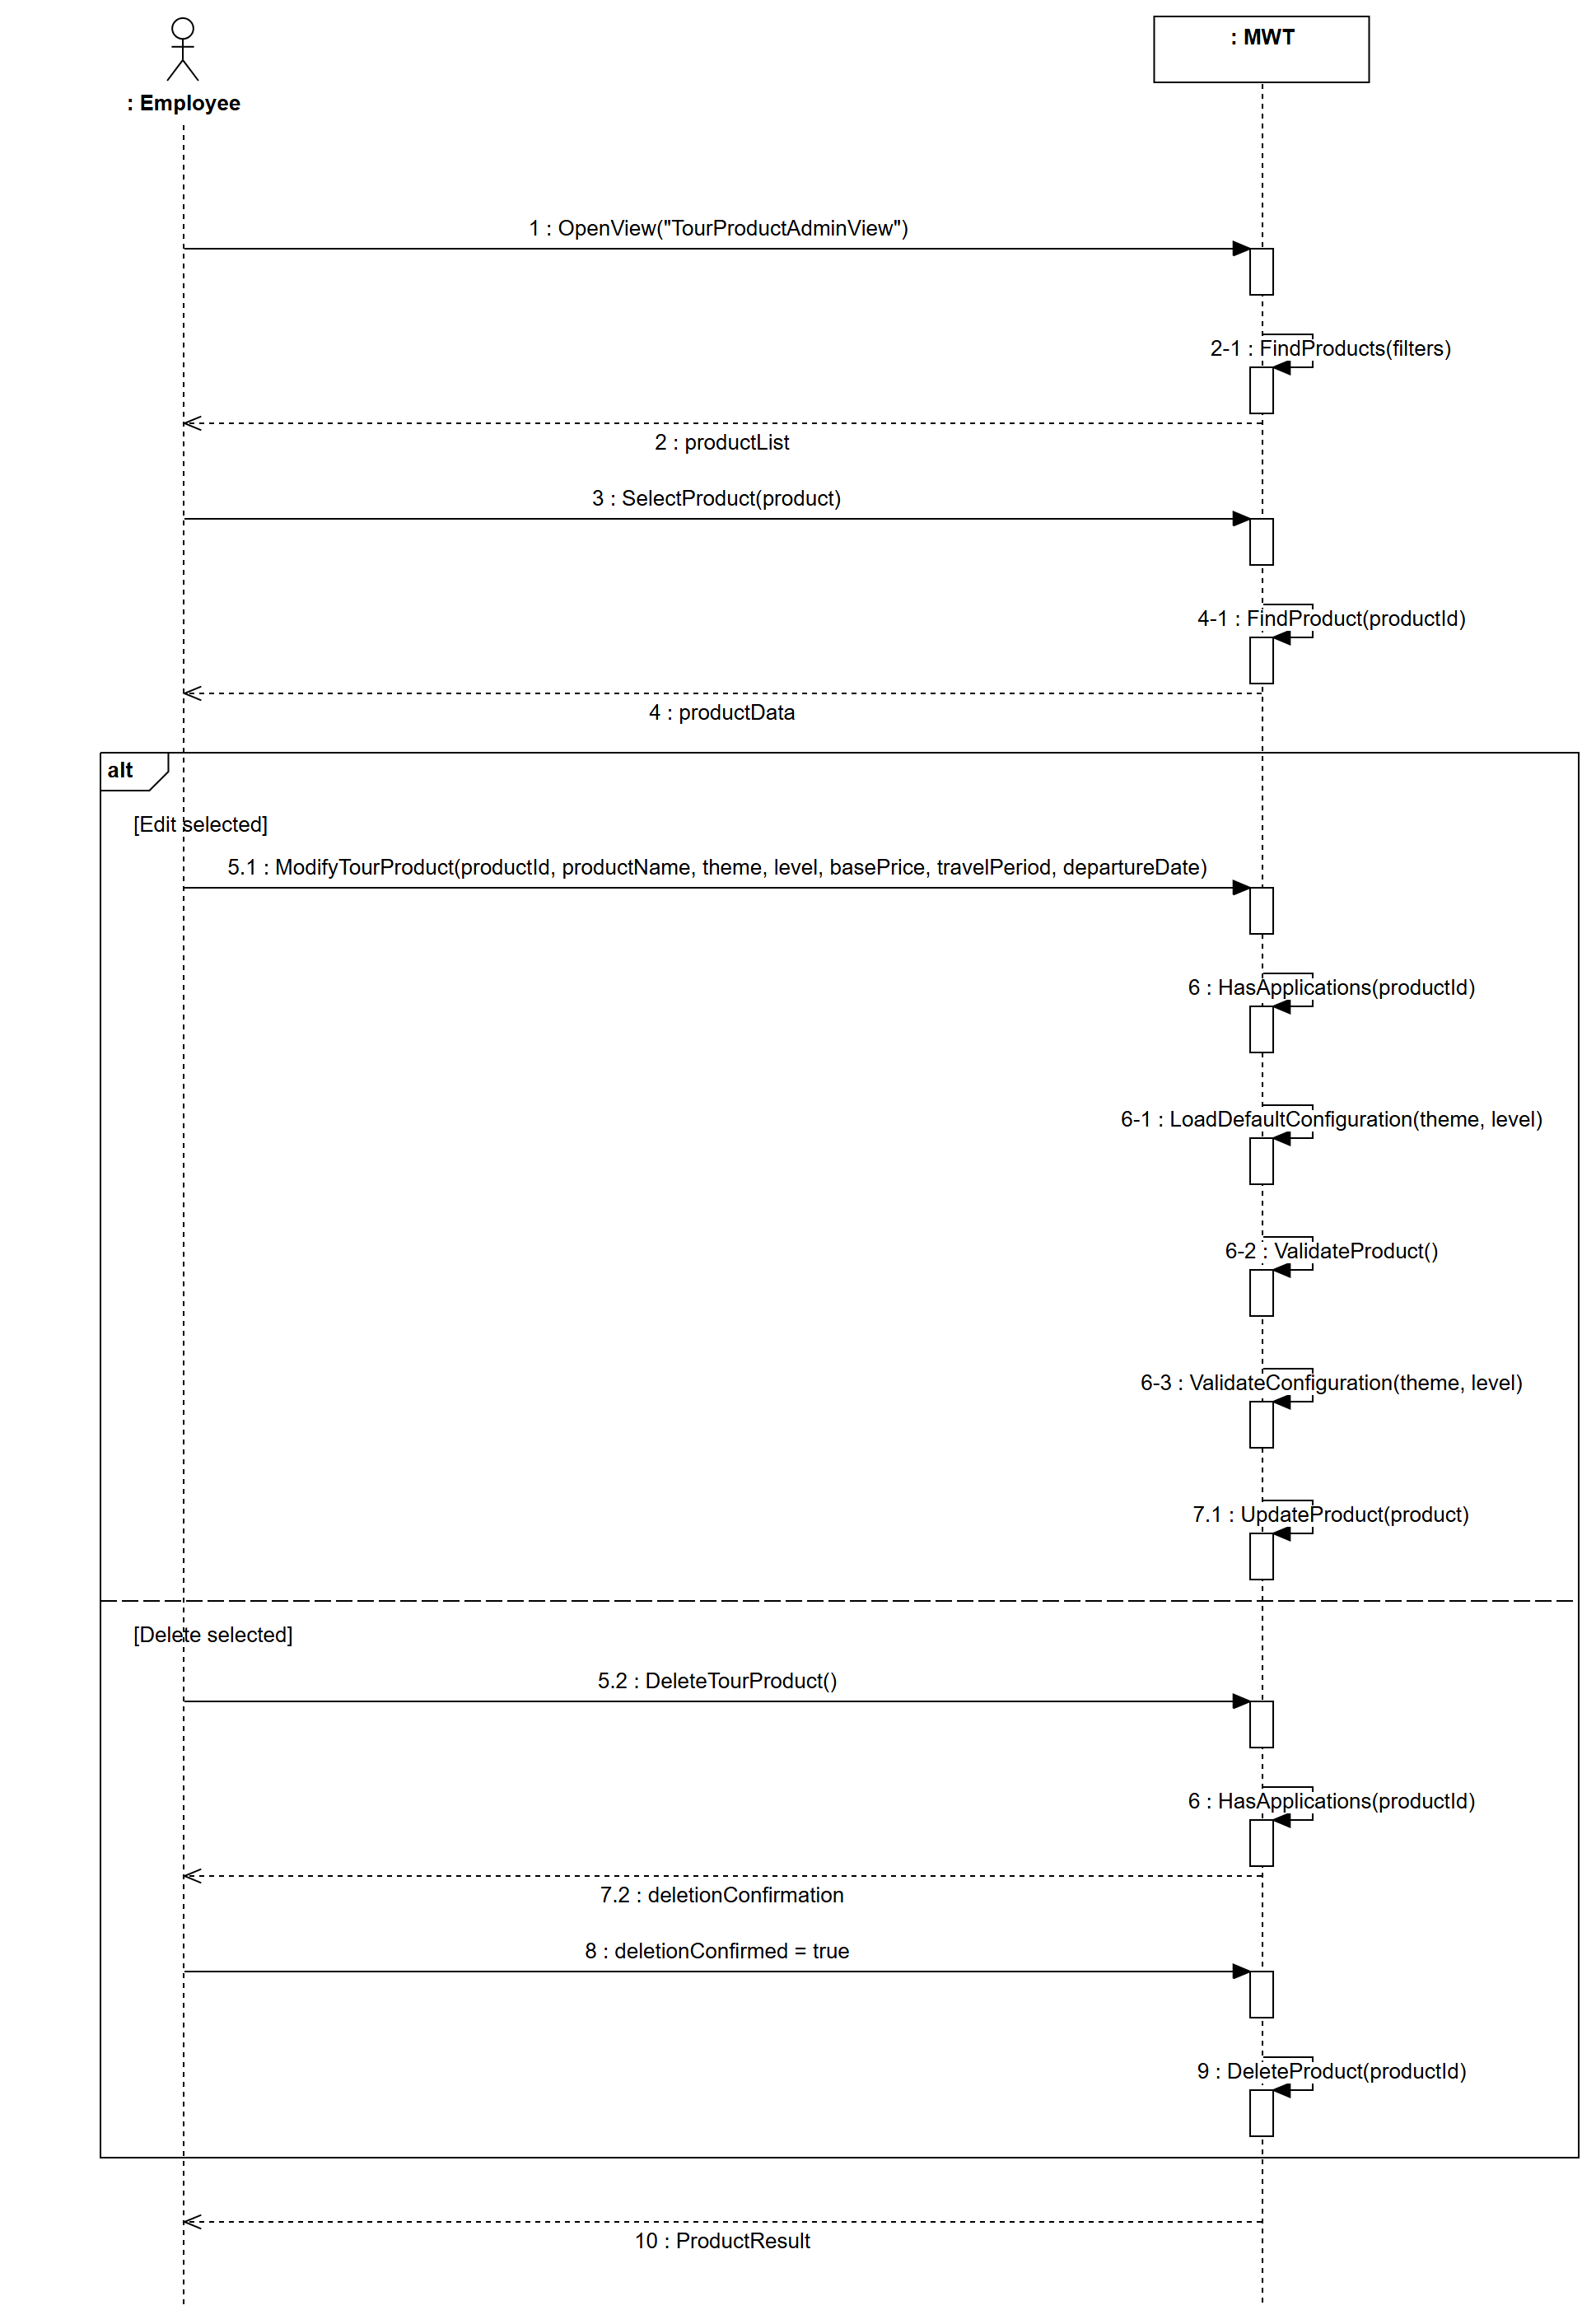 : MWT
: Employee
1 : OpenView("TourProductAdminView")
2-1 : FindProducts(filters)
2 : productList
3 : SelectProduct(product)
4-1 : FindProduct(productId)
4 : productData
alt
[Edit selected]
5.1 : ModifyTourProduct(productId, productName, theme, level, basePrice, travelPeriod, departureDate)
6 : HasApplications(productId)
6-1 : LoadDefaultConfiguration(theme, level)
6-2 : ValidateProduct()
6-3 : ValidateConfiguration(theme, level)
7.1 : UpdateProduct(product)
[Delete selected]
5.2 : DeleteTourProduct()
6 : HasApplications(productId)
7.2 : deletionConfirmation
8 : deletionConfirmed = true
9 : DeleteProduct(productId)
10 : ProductResult